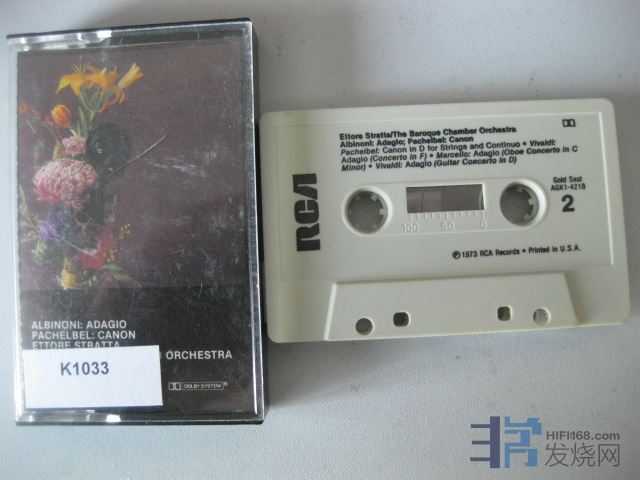 ALBINONI: ADAGIO
PACHELBEL: CANON
ETTORE STRATTA
ORCHESTRA
K1033
DOLBY SYSTEM
RCA
Ettore Stratta/The Baroque Chamber Orchestra
Albinoni: Adagio; Pachelbel: Canon
Pachelbel: Canon in D for Strings and Continuo • Vivaldi:
Adagio (Concerto in F) • Marcello: Adagio (Oboe Concerto in C
Minor) • Vivaldi: Adagio (Guitar Concerto in D)
Gold Seal
AGK1-4218
2
100 50 0
℗ 1973 RCA Records • Printed in U.S.A.
HIFI168.com
发烧网